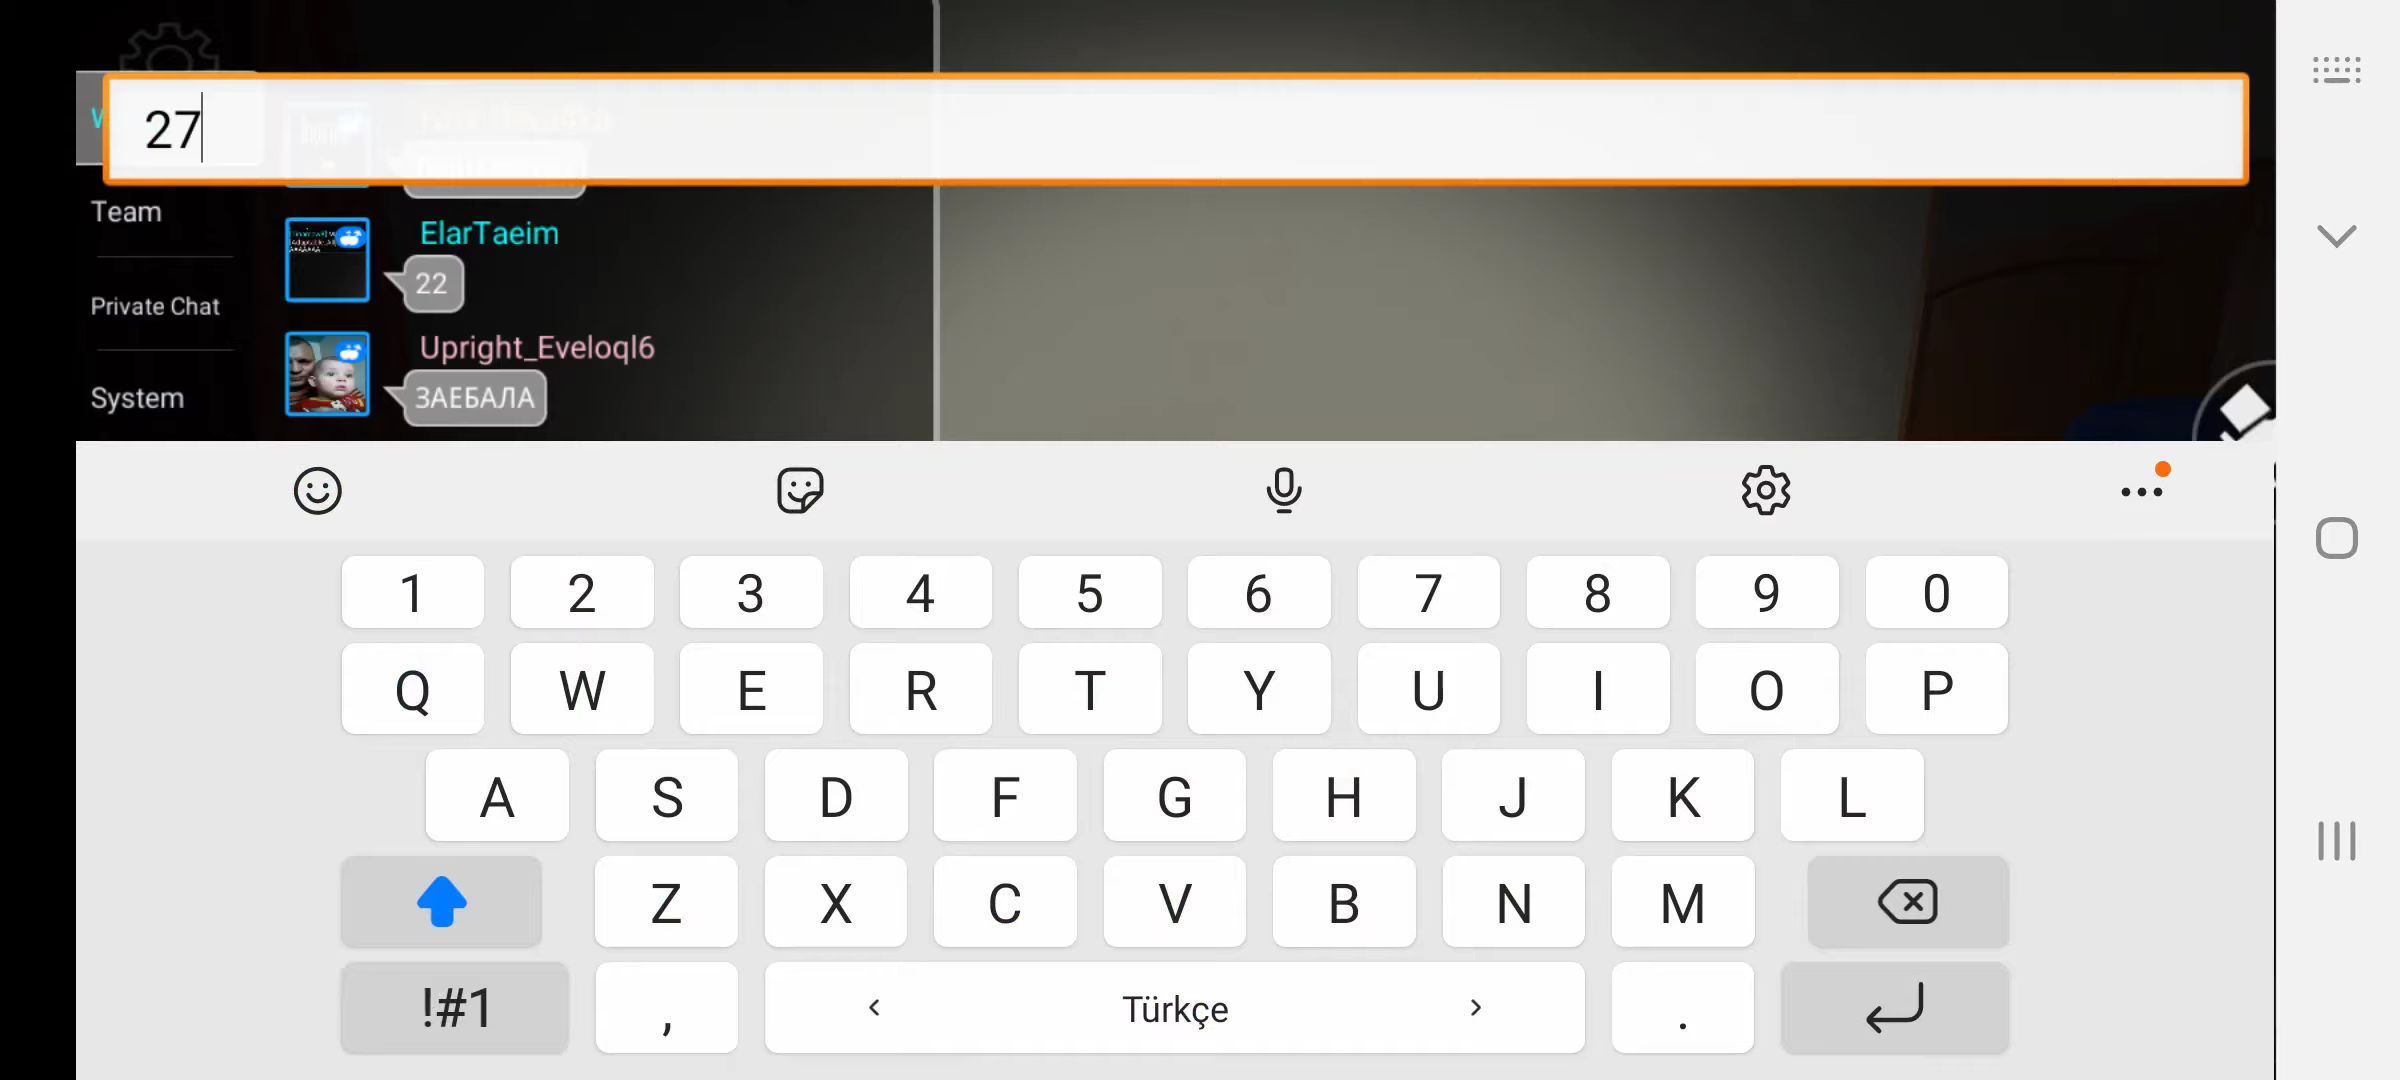 27
Team
ElarTaeim
22
Private Chat
Upright_Eveloql6
System
ЗАЕБАЛА
1 2 3 4 5 6 7 8 9 0
Q W E R T Y U I O P
A S D F G H J K L
Z X C V B N M
!#1 , < Türkçe > .